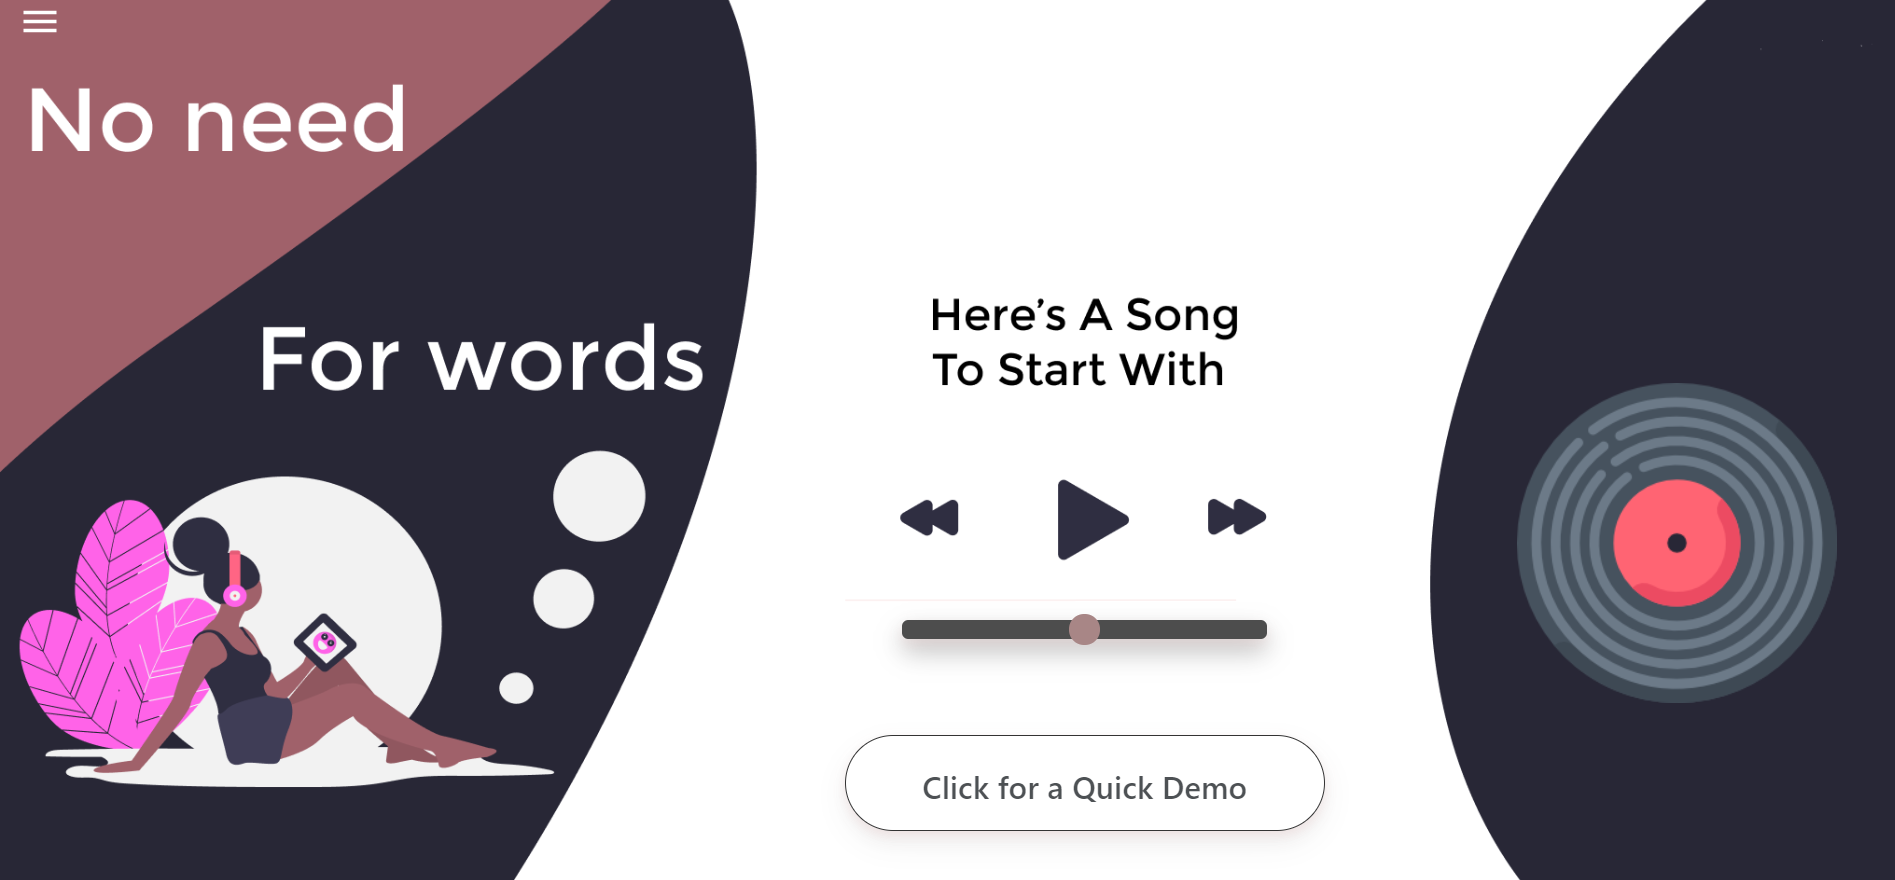 No need
For words
Here’s A Song
To Start With
Click for a Quick Demo